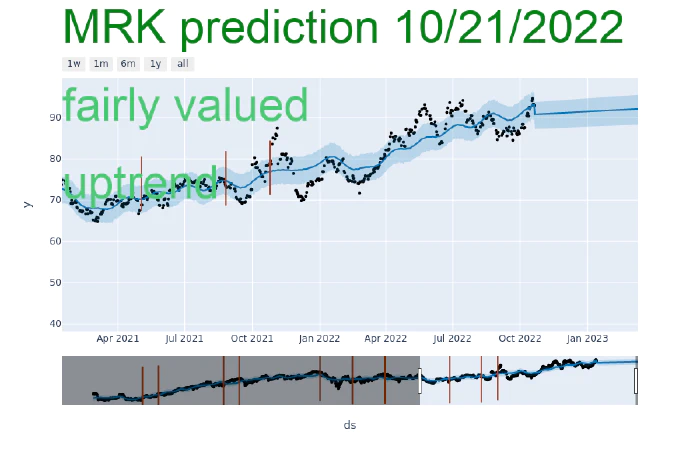 MRK prediction 10/21/2022
1w 1m 6m 1y all
fairly valued
uptrend
90
80
70
60
50
40
y
Apr 2021 Jul 2021 Oct 2021 Jan 2022 Apr 2022 Jul 2022 Oct 2022 Jan 2023
ds